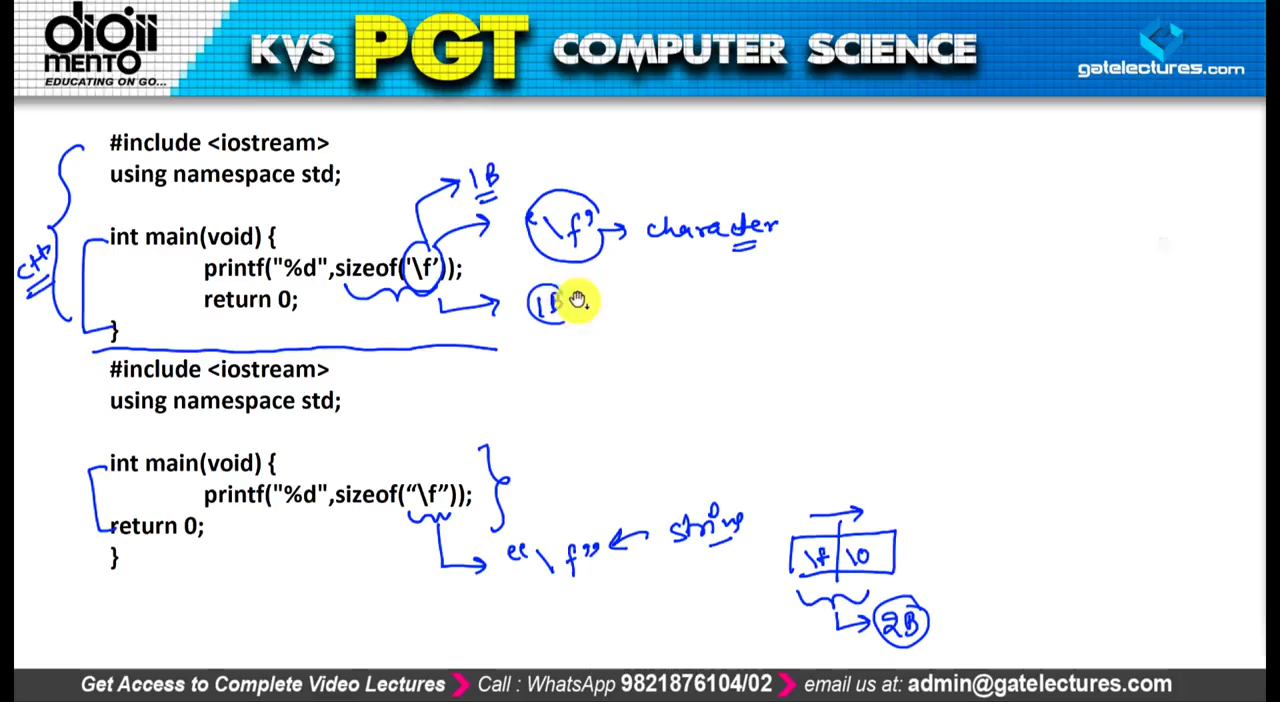 digii
mento
EDUCATING ON GO...
KVS PGT COMPUTER SCIENCE
gatelectures.com
#include <iostream>
using namespace std;
1B
int main(void) {
'\f' → character
printf("%d",sizeof('\f'));
return 0;
1B
C++
}
#include <iostream>
using namespace std;
int main(void) {
printf("%d",sizeof(“\f”));
return 0;
“\f” ← string
\f \0
}
2B
Get Access to Complete Video Lectures Call : WhatsApp 9821876104/02 email us at: admin@gatelectures.com